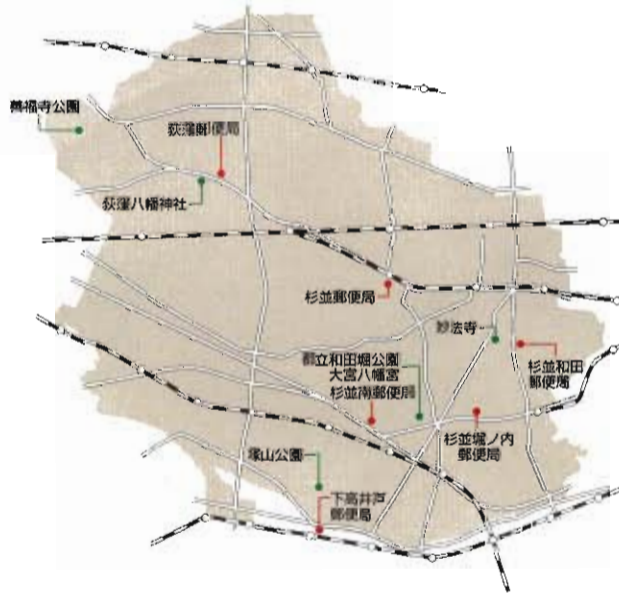 善福寺公園
荻窪郵便局
荻窪八幡神社
杉並郵便局
妙法寺
杉並和田
郵便局
都立和田堀公園
大宮八幡宮
杉並南郵便局
杉並堀ノ内
郵便局
塚山公園
下高井戸
郵便局